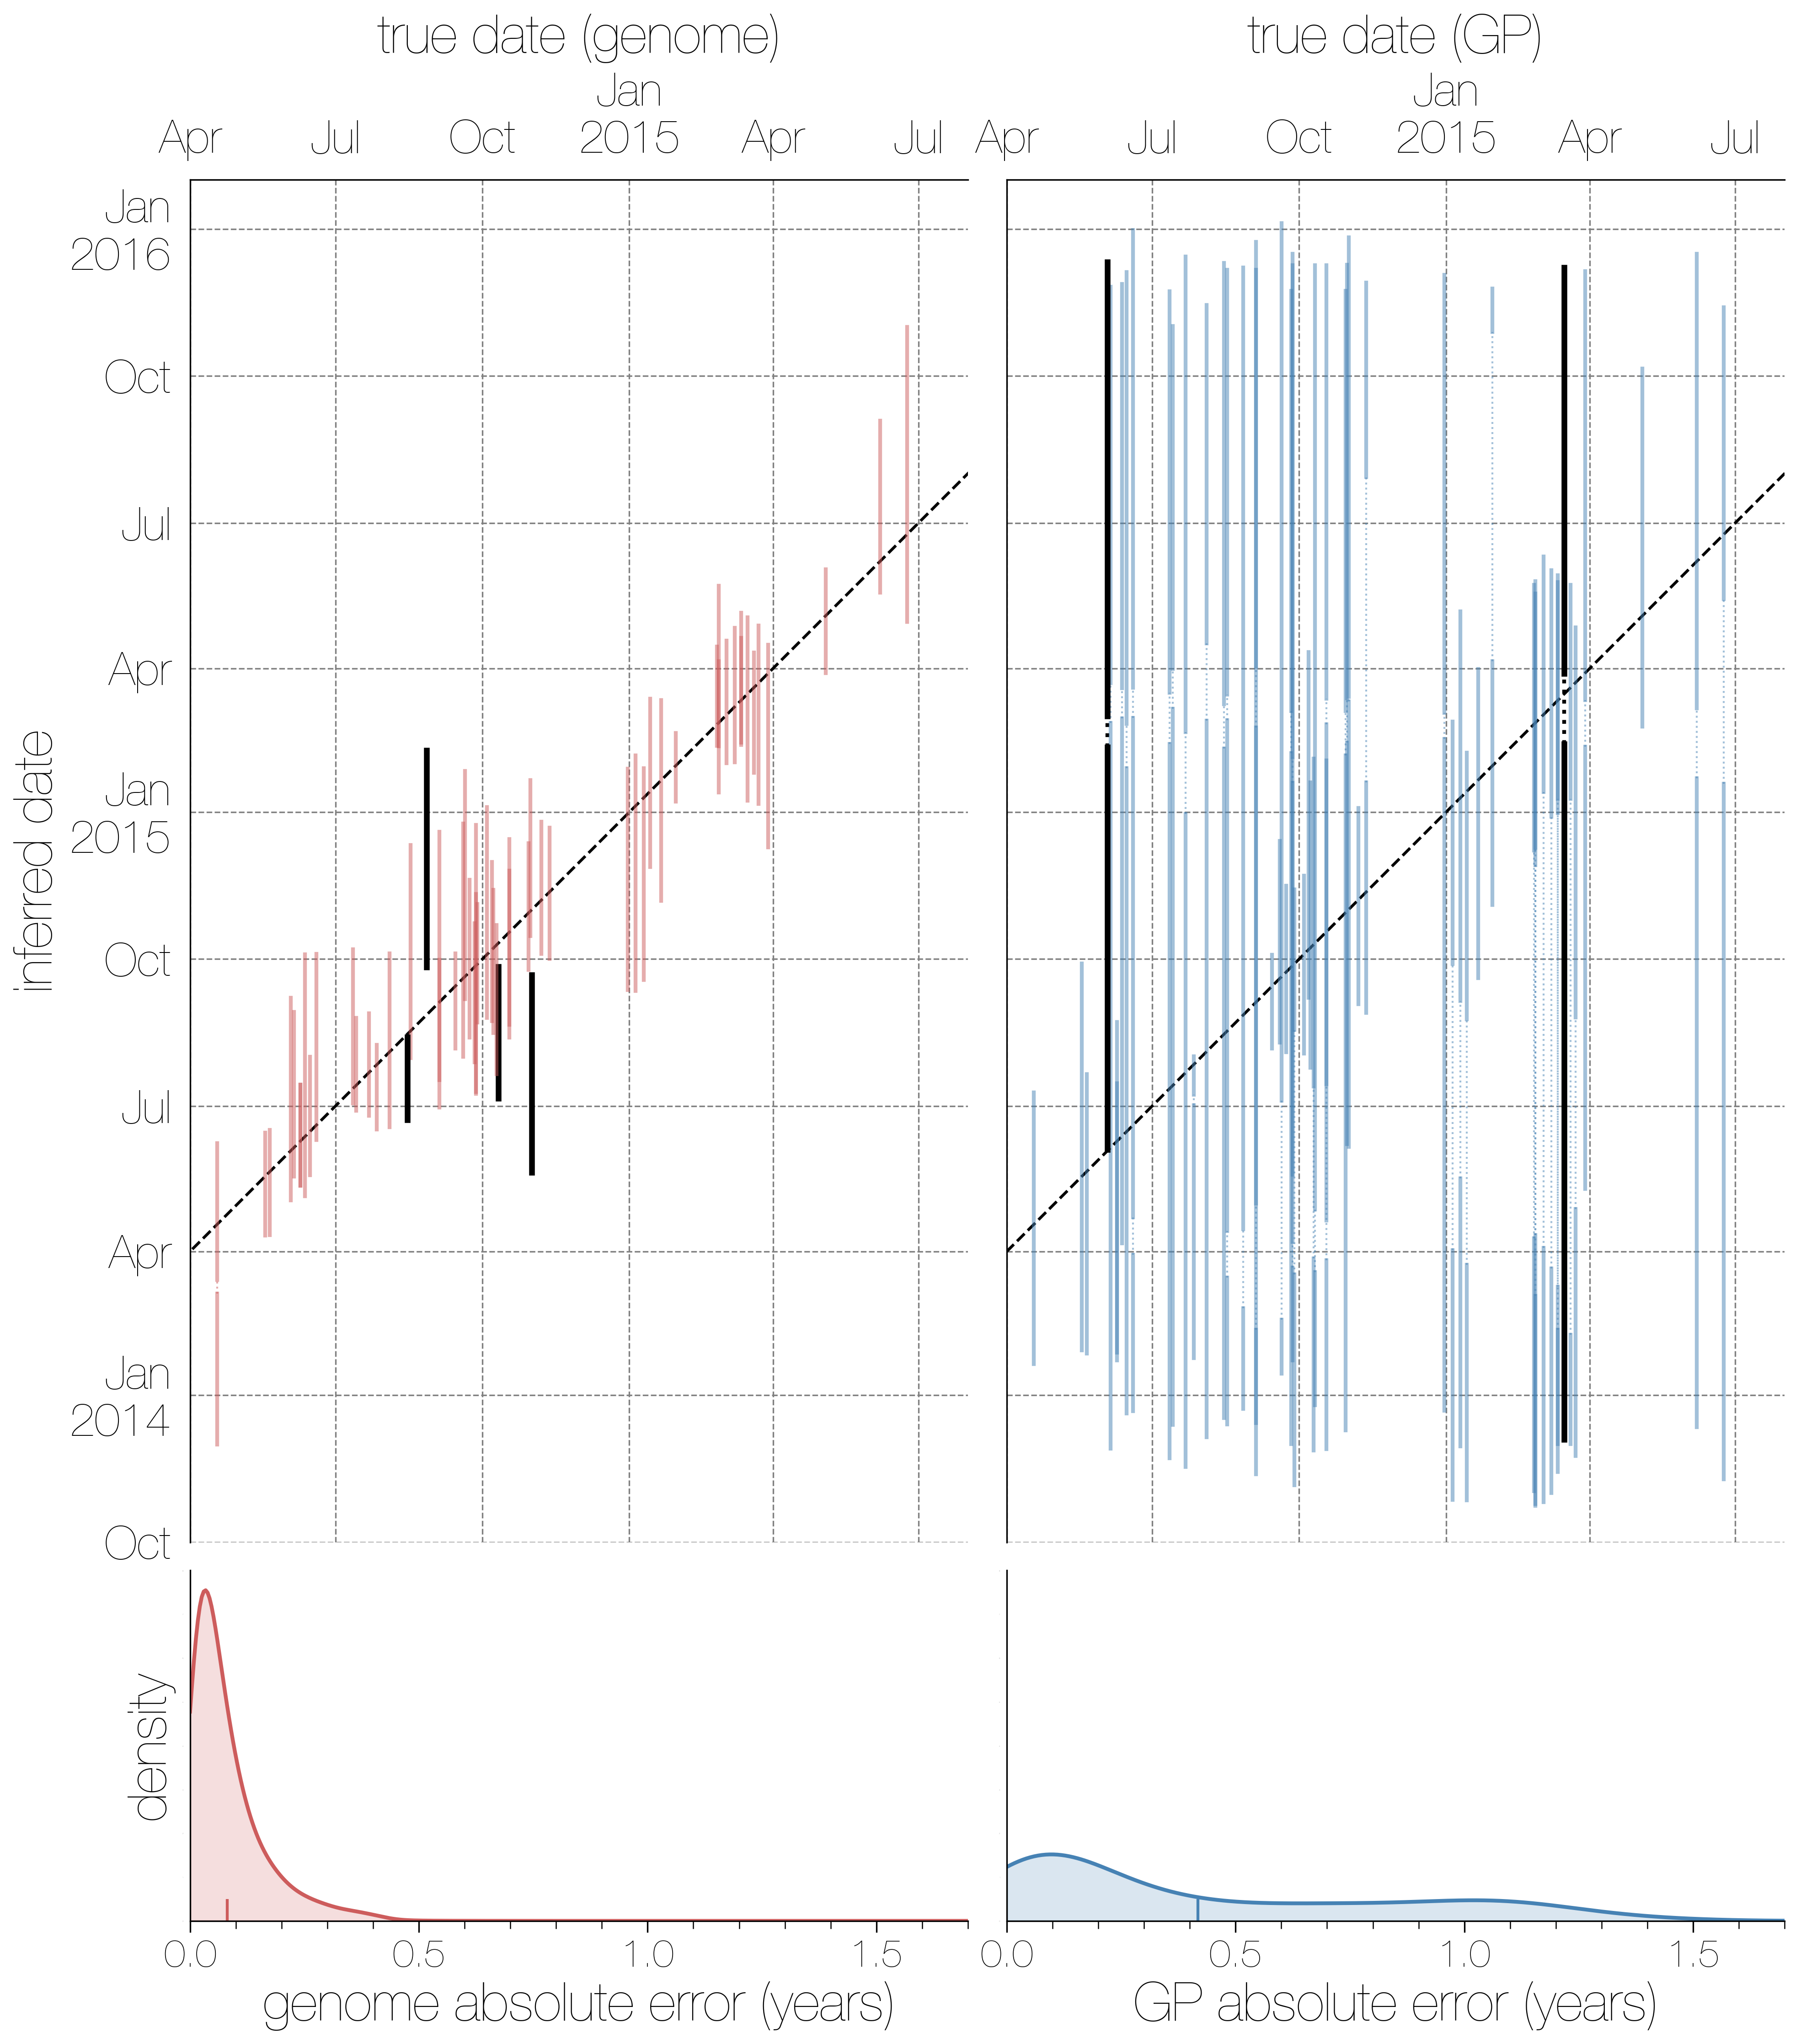 true date (genome)
true date (GP)
Jan
Jan
Apr Jul Oct 2015 Apr Jul
Apr Jul Oct 2015 Apr Jul
Jan
2016
Oct
Jul
Apr
Jan
2015
Oct
Jul
Apr
Jan
2014
Oct
inferred date
density
0.0 0.5 1.0 1.5
0.0 0.5 1.0 1.5
genome absolute error (years)
GP absolute error (years)